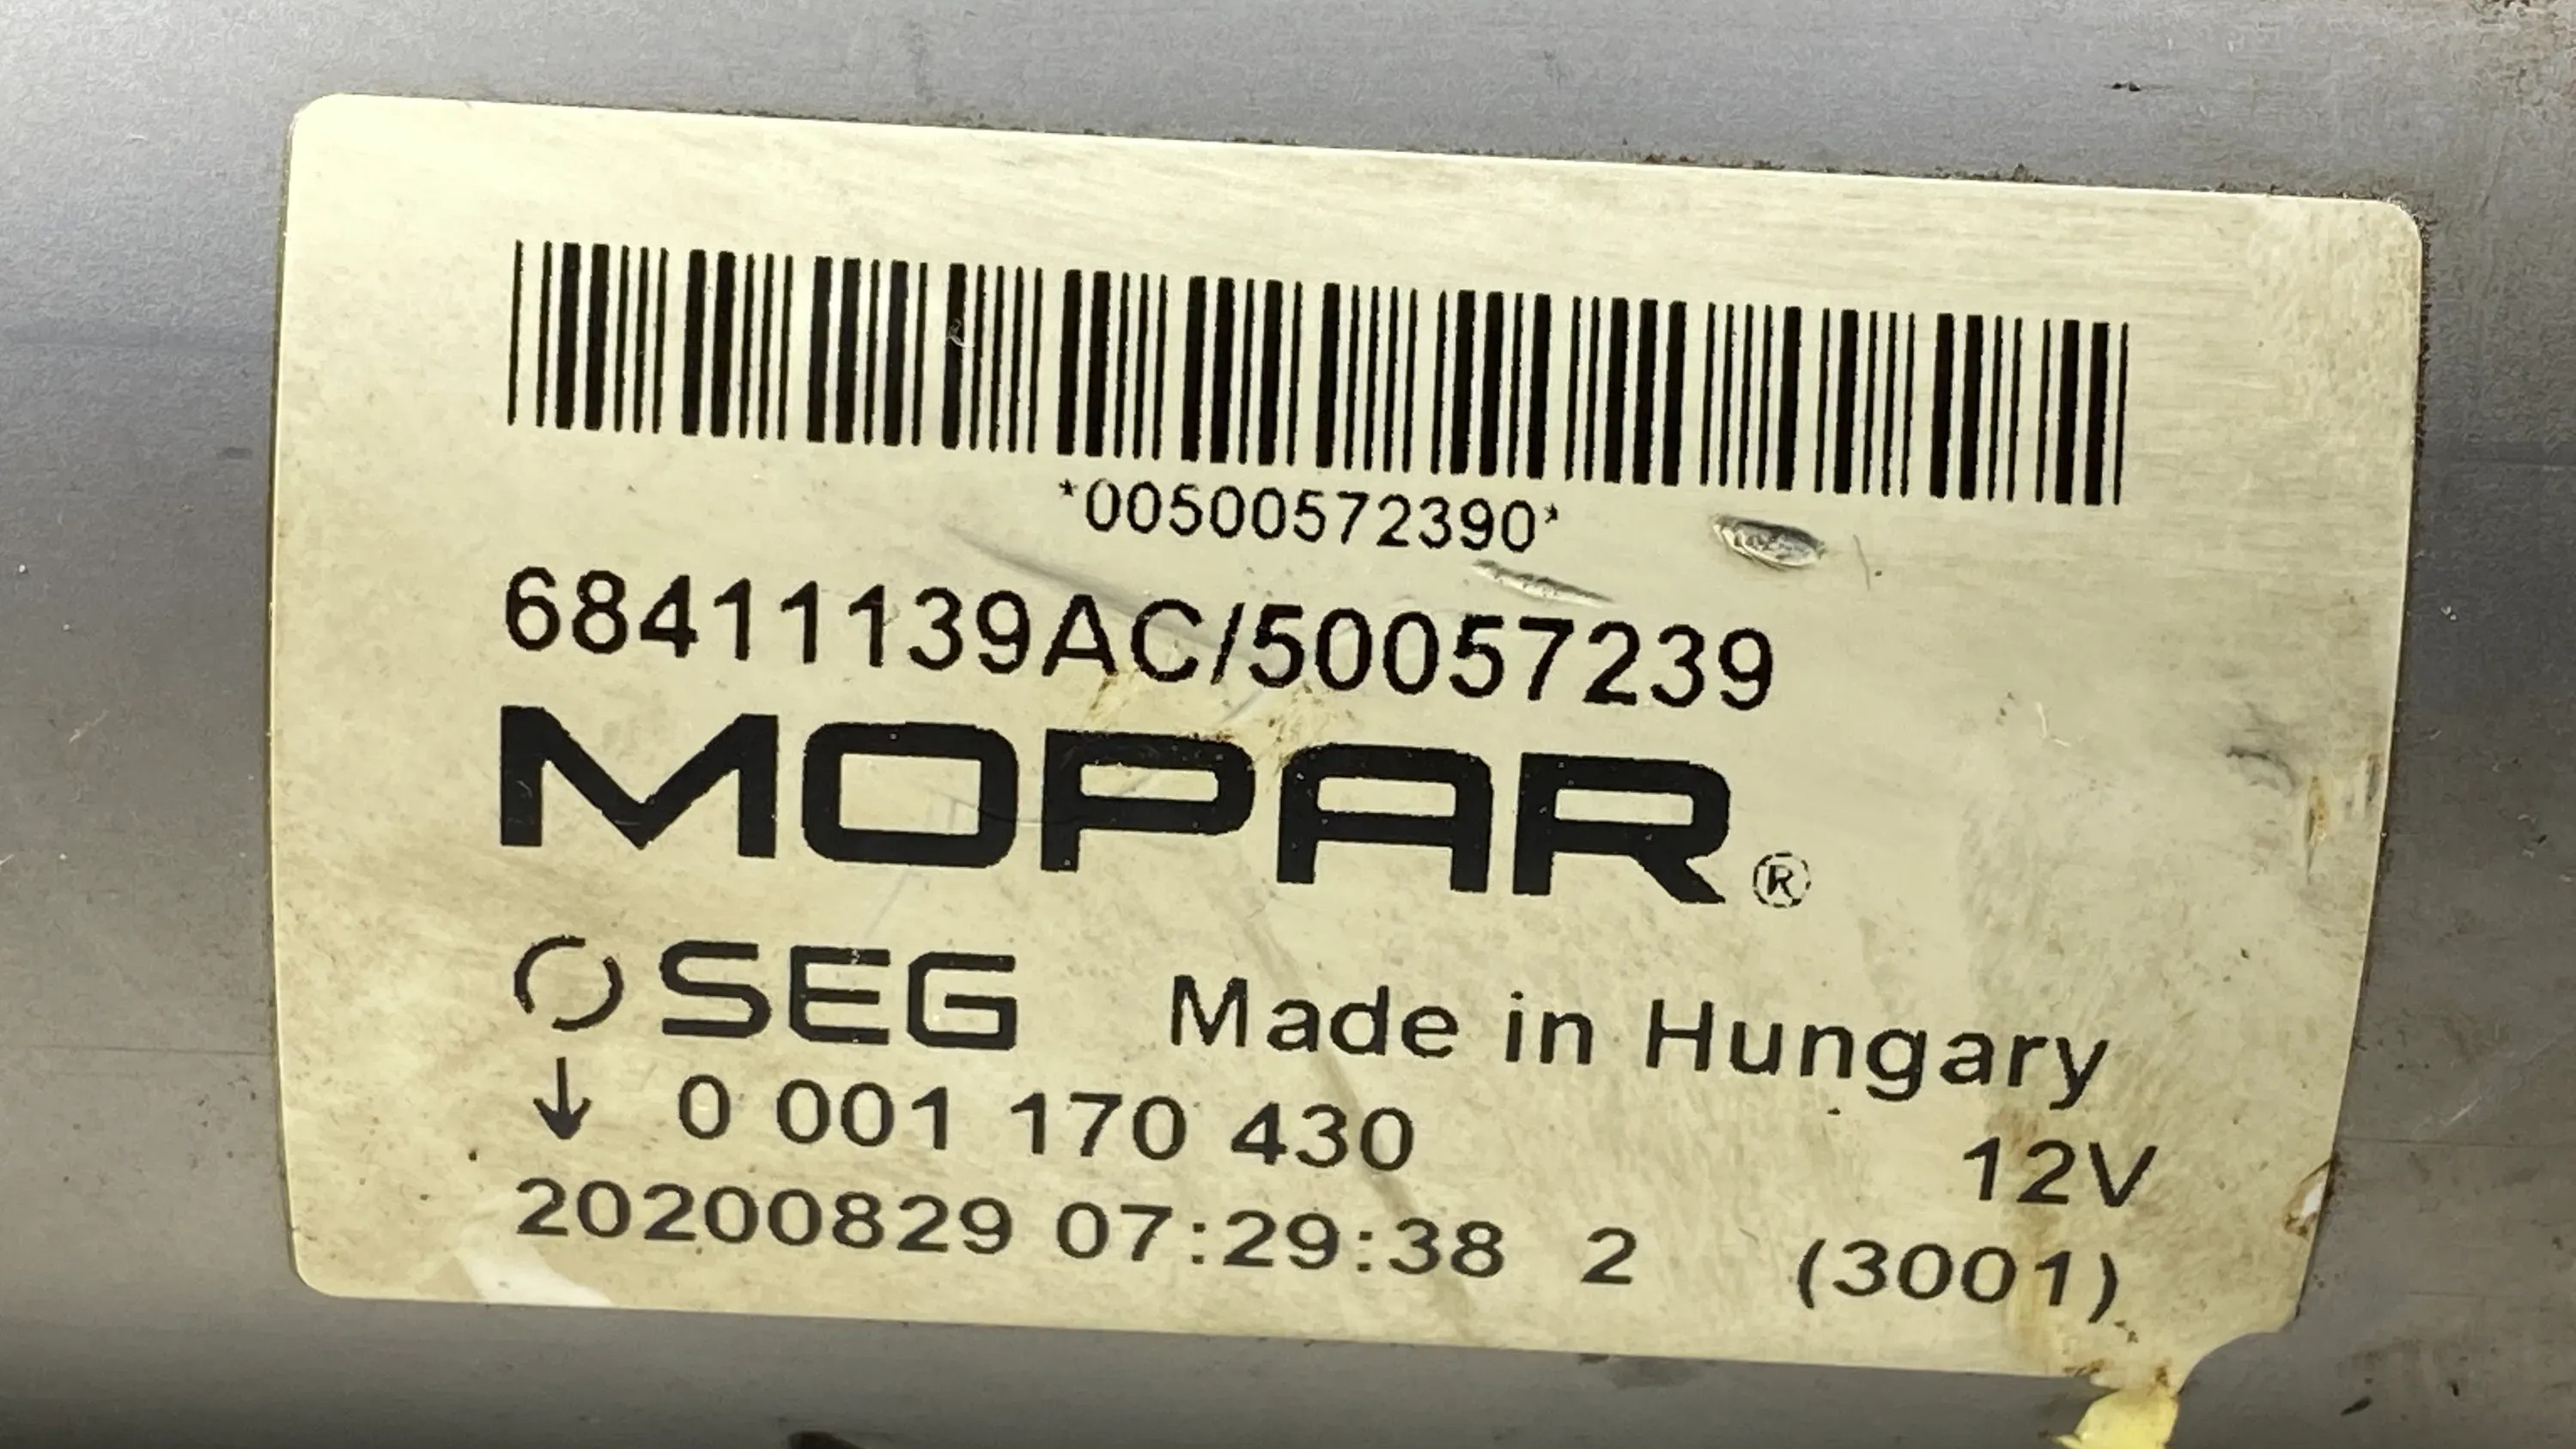 *00500572390*
68411139AC/50057239
MOPAR®
SEG Made in Hungary
↓ 0 001 170 430 12V
20200829 07:29:38 2 (3001)